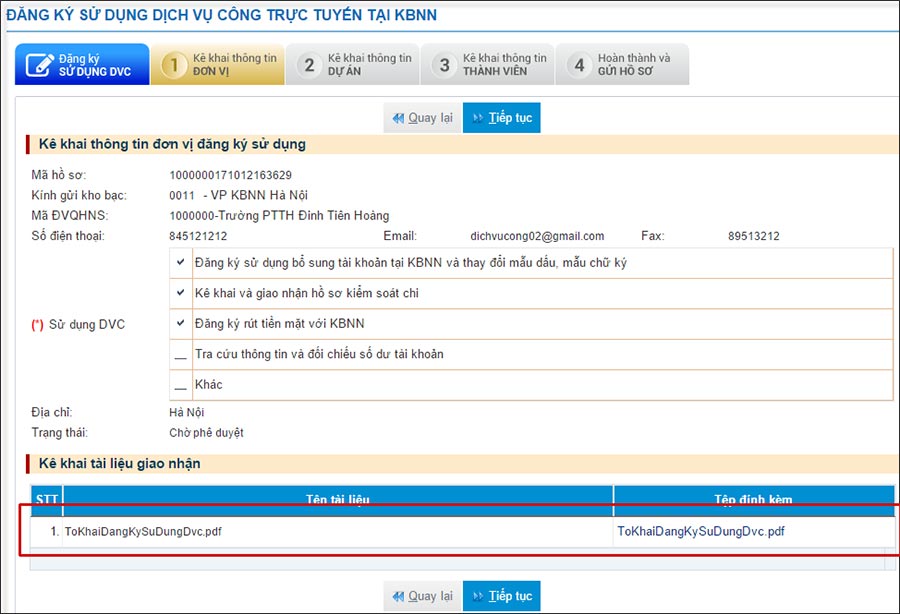 ĐĂNG KÝ SỬ DỤNG DỊCH VỤ CÔNG TRỰC TUYẾN TẠI KBNN
Đăng ký
SỬ DỤNG DVC
1 Kê khai thông tin
ĐƠN VỊ
2 Kê khai thông tin
DỰ ÁN
3 Kê khai thông tin
THÀNH VIÊN
4 Hoàn thành và
GỬI HỒ SƠ
Quay lại Tiếp tục
Kê khai thông tin đơn vị đăng ký sử dụng
Mã hồ sơ: 1000000171012163629
Kính gửi kho bạc: 0011 - VP KBNN Hà Nội
Mã ĐVQHNS: 1000000-Trường PTTH Đinh Tiên Hoàng
Số điện thoại: 845121212 Email: dichvucong02@gmail.com Fax: 89513212
Đăng ký sử dụng bổ sung tài khoản tại KBNN và thay đổi mẫu dấu, mẫu chữ ký
Kê khai và giao nhận hồ sơ kiểm soát chi
(*) Sử dụng DVC Đăng ký rút tiền mặt với KBNN
Tra cứu thông tin và đối chiếu số dư tài khoản
Khác
Địa chỉ: Hà Nội
Trạng thái: Chờ phê duyệt
Kê khai tài liệu giao nhận
STT Tên tài liệu Tệp đính kèm
1. ToKhaiDangKySuDungDvc.pdf ToKhaiDangKySuDungDvc.pdf
Quay lại Tiếp tục